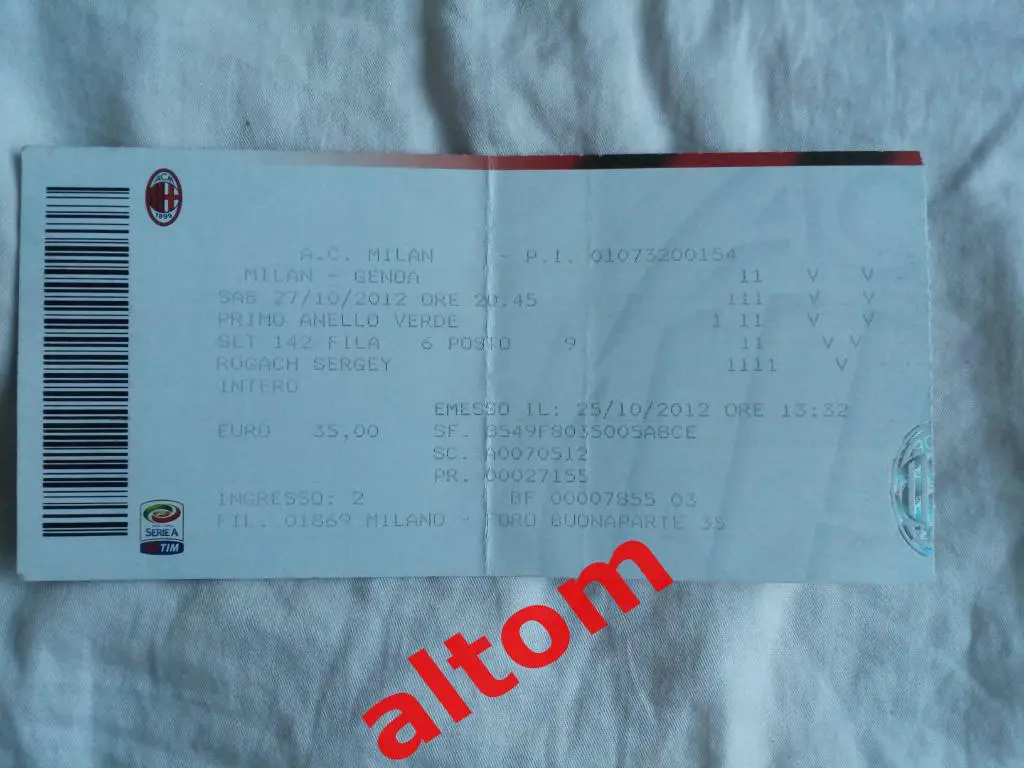 ACM
1899
A.C. MILAN - P.I. 01073200154
MILAN - GENOA 11 V V
SAB 27/10/2012 ORE 20:45 111 V V
PRIMO ANELLO VERDE 1 11 V V
SET 142 FILA 6 POSTO 9 11 V V
ROGACH SERGEY 1111 V
INTERO
EMESSO IL: 25/10/2012 ORE 13:32
EURO 35,00 SF. B549F8035005A8CE
SC. A0070512
PR. 00027155
INGRESSO: 2 BF 00007855 03
FIL. 01869 MILANO - FORO BUONAPARTE 35
SERIE A
TIM
altom